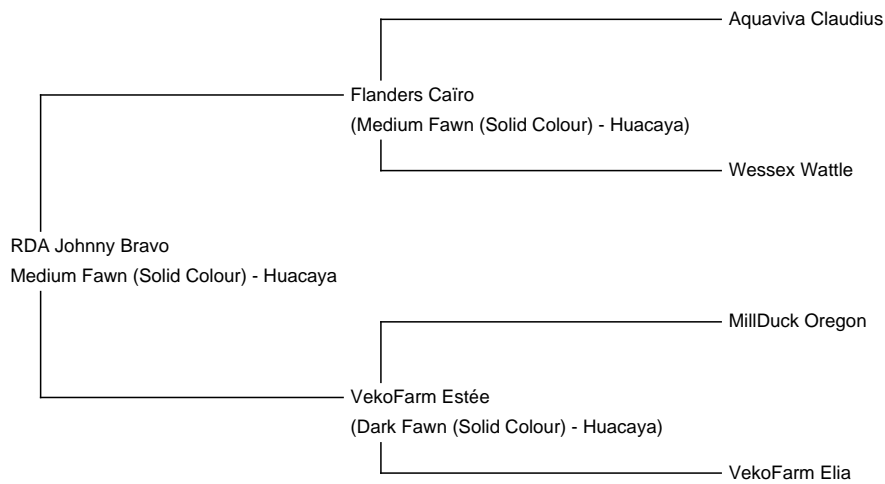 Aquaviva Claudius
Flanders Caïro
(Medium Fawn (Solid Colour) - Huacaya)
Wessex Wattle
RDA Johnny Bravo
Medium Fawn (Solid Colour) - Huacaya
MillDuck Oregon
VekoFarm Estée
(Dark Fawn (Solid Colour) - Huacaya)
VekoFarm Elia